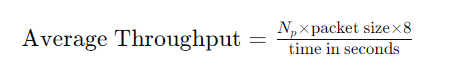 Average Throughput = N_p×packet size×8 / time in seconds